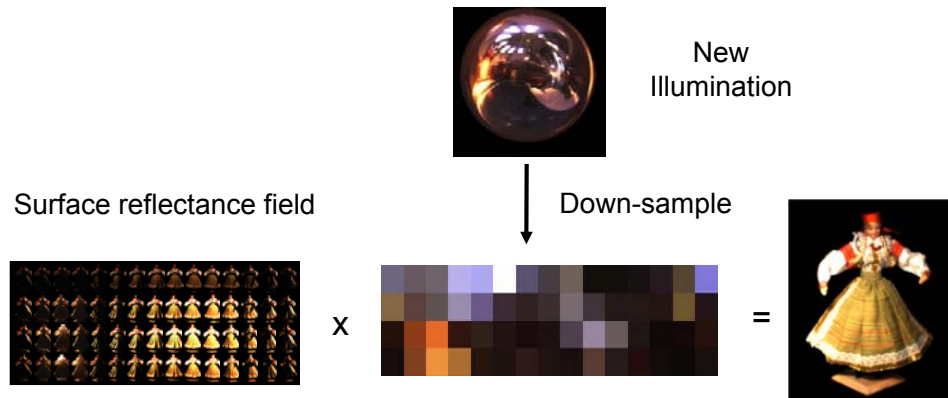 New
Illumination
Surface reflectance field
Down-sample
x
=